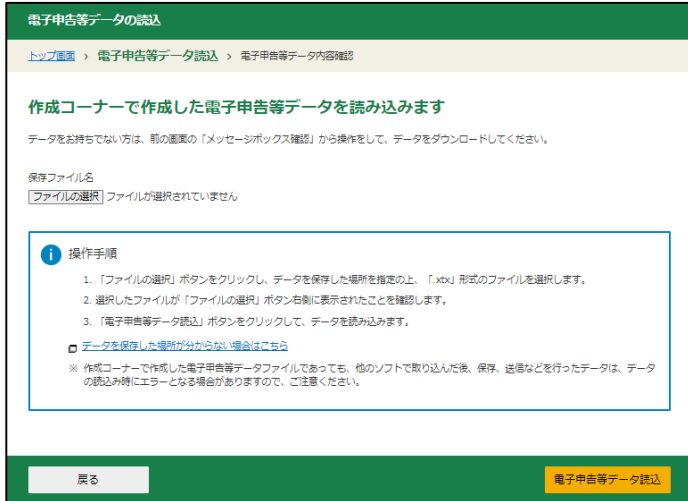 電子申告等データの読込
トップ画面 › 電子申告等データ読込 › 電子申告等データ内容確認
作成コーナーで作成した電子申告等データを読み込みます
データをお持ちでない方は、前の画面の「メッセージボックス確認」から操作をして、データをダウンロードしてください。
保存ファイル名
ファイルの選択 ファイルが選択されていません
i 操作手順
1. 「ファイルの選択」ボタンをクリックし、データを保存した場所を指定の上、「.xtx」形式のファイルを選択します。
2. 選択したファイルが「ファイルの選択」ボタン右側に表示されたことを確認します。
3. 「電子申告等データ読込」ボタンをクリックして、データを読み込みます。
データを保存した場所が分からない場合はこちら
※ 作成コーナーで作成した電子申告等データファイルであっても、他のソフトで取り込んだ後、保存、送信などを行ったデータは、データ
の読込み時にエラーとなる場合がありますので、ご注意ください。
戻る 電子申告等データ読込